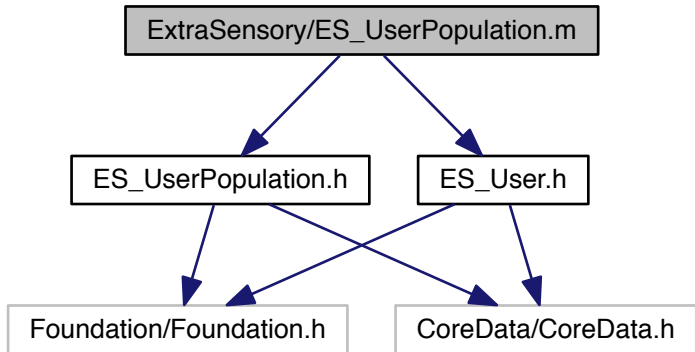 ExtraSensory/ES_UserPopulation.m
ES_UserPopulation.h
ES_User.h
Foundation/Foundation.h
CoreData/CoreData.h